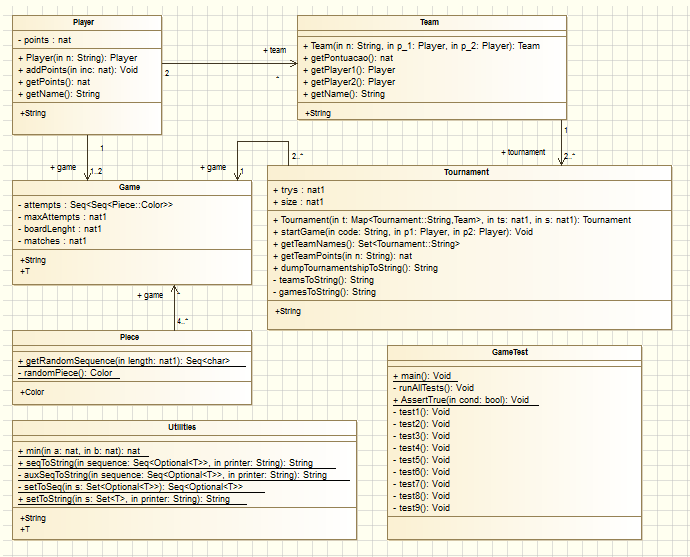 Player
- points : nat
+ Player(in n: String): Player
+ addPoints(in inc: nat): Void
+ getPoints(): nat
+ getName(): String
+String
+ team
2
*
Team
+ Team(in n: String, in p_1: Player, in p_2: Player): Team
+ getPontuacao(): nat
+ getPlayer1(): Player
+ getPlayer2(): Player
+ getName(): String
+String
1
+ game
1..2
+ game
1
2..*
1
+ tournament
2..*
Game
- attempts : Seq<Seq<Piece::Color>>
- maxAttempts : nat1
- boardLenght : nat1
- matches : nat1
+String
+T
Tournament
+ trys : nat1
+ size : nat1
+ Tournament(in t: Map<Tournament::String,Team>, in ts: nat1, in s: nat1): Tournament
+ startGame(in code: String, in p1: Player, in p2: Player): Void
+ getTeamNames(): Set<Tournament::String>
+ getTeamPoints(in n: String): nat
+ dumpTournamentshipToString(): String
- teamsToString(): String
- gamesToString(): String
+String
+ game
*
4..*
Piece
+ getRandomSequence(in length: nat1): Seq<char>
- randomPiece(): Color
+Color
GameTest
+ main(): Void
- runAllTests(): Void
+ AssertTrue(in cond: bool): Void
- test1(): Void
- test2(): Void
- test3(): Void
- test4(): Void
- test5(): Void
- test6(): Void
- test7(): Void
- test8(): Void
- test9(): Void
Utilities
+ min(in a: nat, in b: nat): nat
+ seqToString(in sequence: Seq<Optional<T>>, in printer: String): String
- auxSeqToString(in sequence: Seq<Optional<T>>, in printer: String): String
- setToSeq(in s: Set<Optional<T>>): Seq<Optional<T>>
+ setToString(in s: Set<T>, in printer: String): String
+String
+T